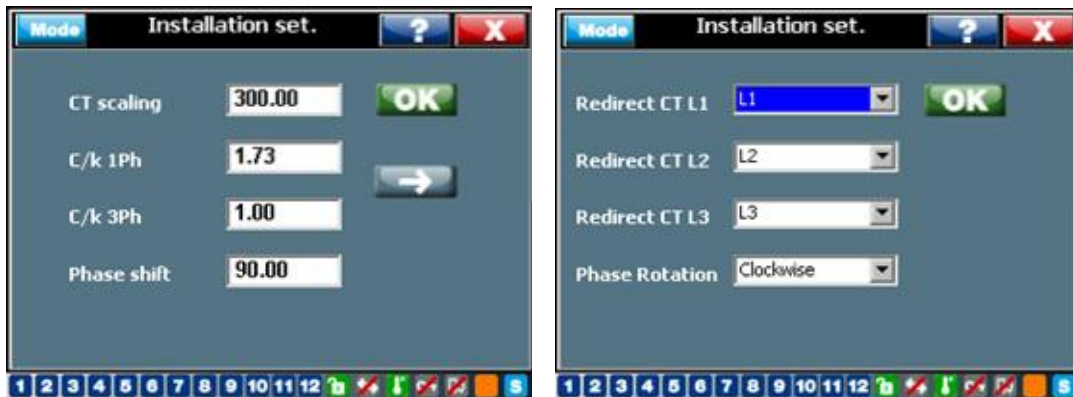 Mode Installation set. ? X
CT scaling 300.00 OK
C/k 1Ph 1.73
C/k 3Ph 1.00
Phase shift 90.00
1 2 3 4 5 6 7 8 9 10 11 12 S
Mode Installation set. ? X
Redirect CT L1 L1 OK
Redirect CT L2 L2
Redirect CT L3 L3
Phase Rotation Clockwise
1 2 3 4 5 6 7 8 9 10 11 12 S